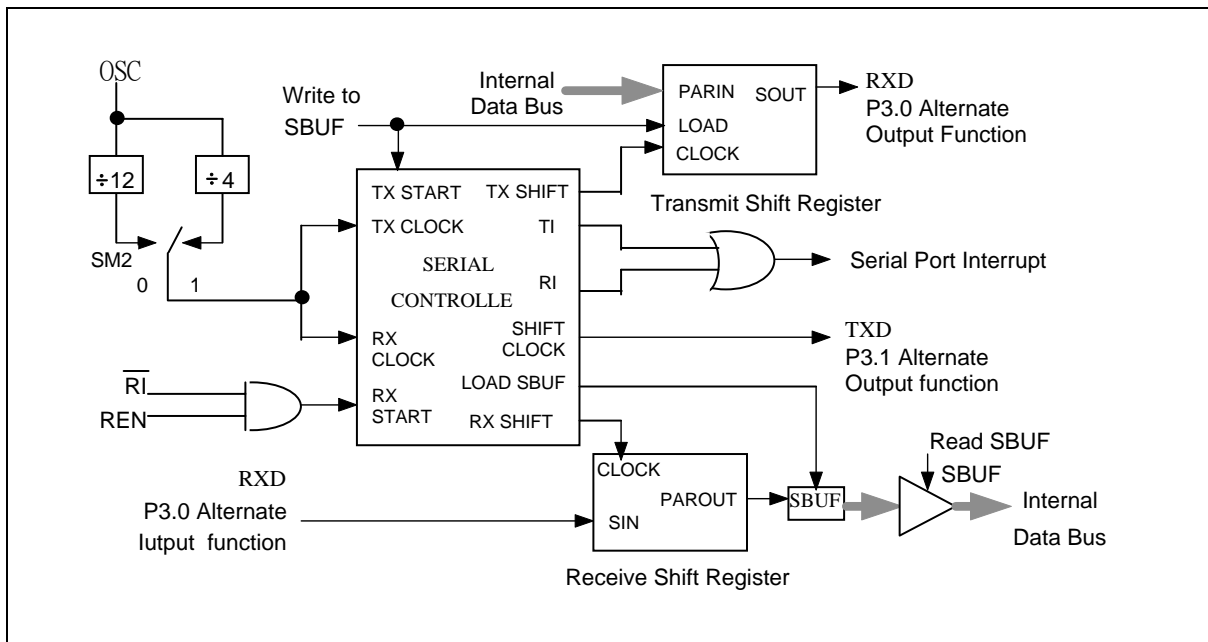 OSC
÷12
÷4
SM2
0
1
Write to
SBUF
Internal
Data Bus
PARIN
SOUT
LOAD
CLOCK
RXD
P3.0 Alternate
Output Function
Transmit Shift Register
TX START
TX SHIFT
TX CLOCK
TI
SERIAL
RI
CONTROLLE
Serial Port Interrupt
RX
CLOCK
SHIFT
CLOCK
TXD
P3.1 Alternate
Output function
LOAD SBUF
RI
REN
RX
START
RX SHIFT
Read SBUF
SBUF
RXD
P3.0 Alternate
Iutput function
CLOCK
PAROUT
SIN
SBUF
Internal
Data Bus
Receive Shift Register